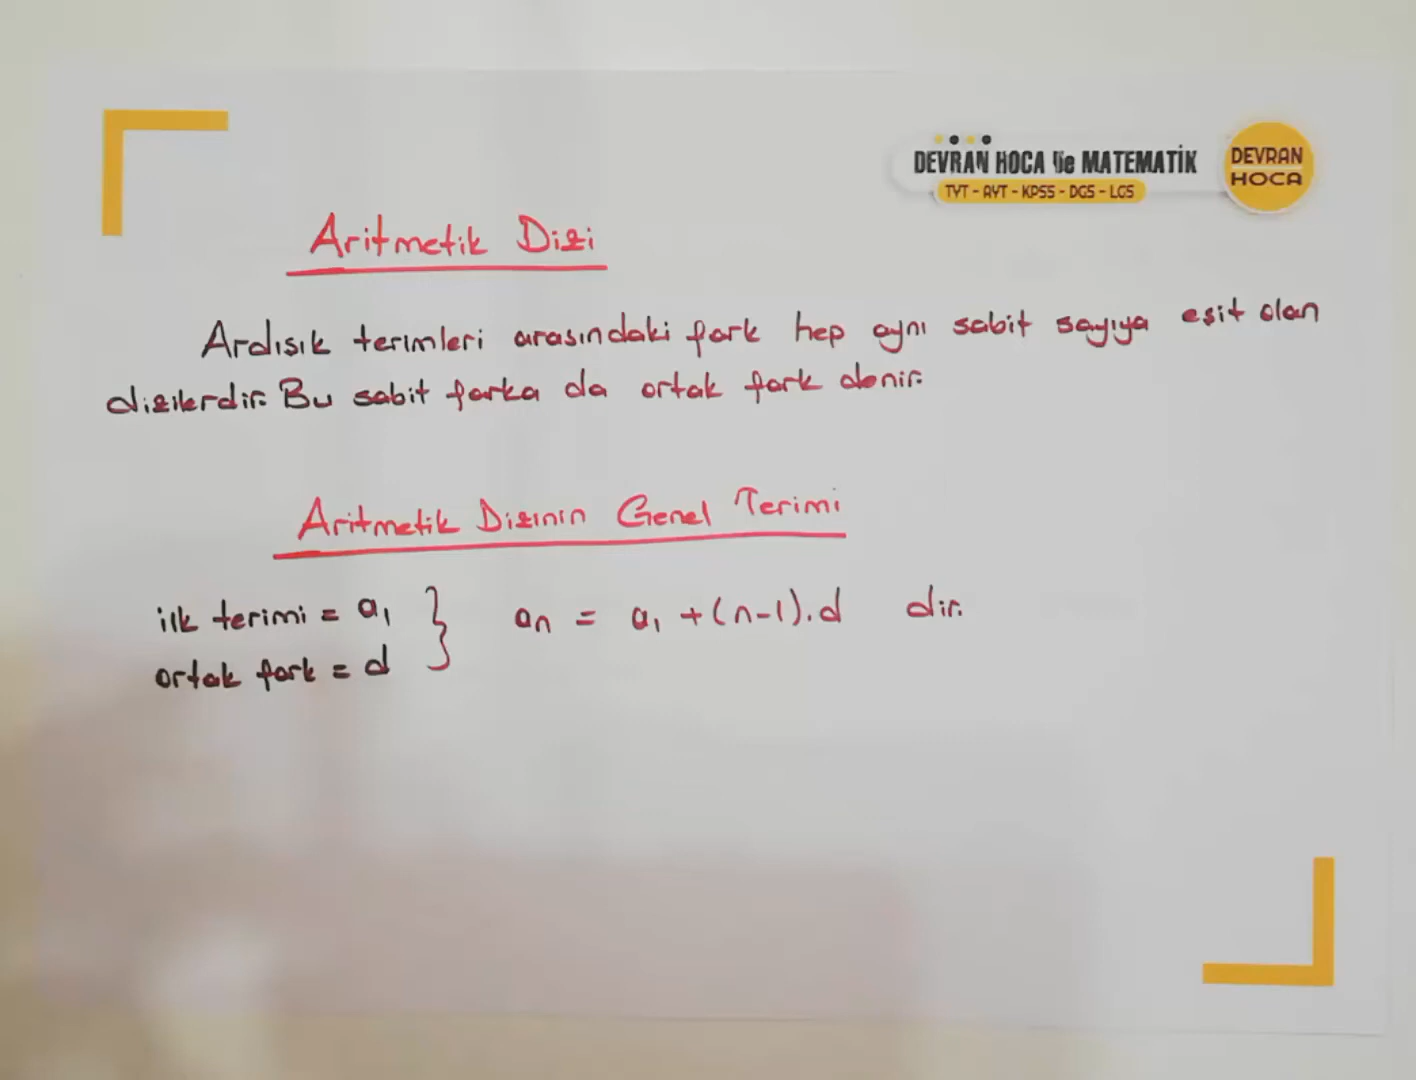 DEVRAN HOCA ile MATEMATİK
TYT - AYT - KPSS - DGS - LGS
DEVRAN
HOCA
Aritmetik Dizi
Ardışık terimleri arasındaki fark hep aynı sabit sayıya eşit olan
dizilerdir. Bu sabit farka da ortak fark denir.
Aritmetik Dizinin Genel Terimi
ilk terimi = a₁ } aₙ = a₁ + (n-1).d dir.
ortak fark = d